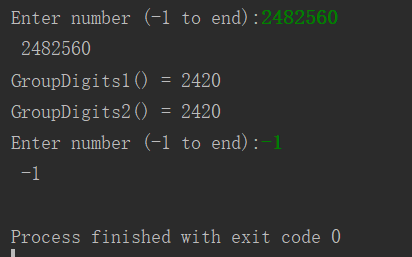 Enter number (-1 to end):2482560
2482560
GroupDigits1() = 2420
GroupDigits2() = 2420
Enter number (-1 to end):-1
-1
Process finished with exit code 0